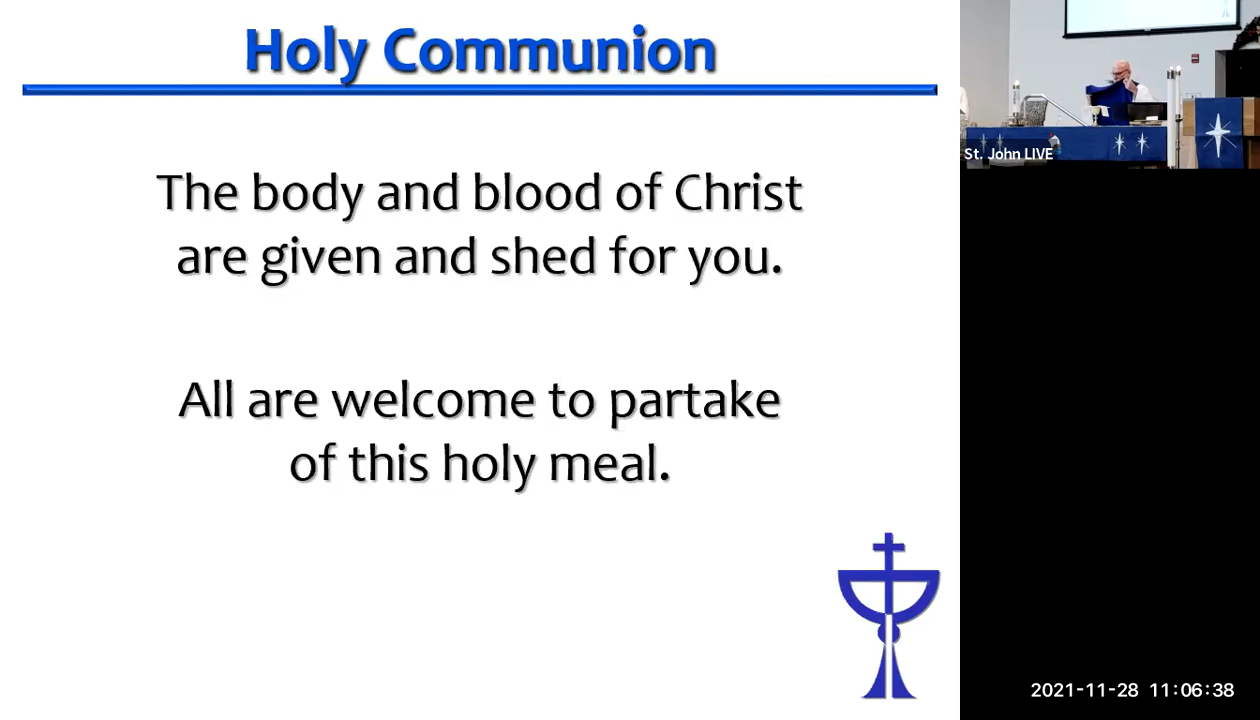 Holy Communion
The body and blood of Christ
are given and shed for you.
All are welcome to partake
of this holy meal.
St. John LIVE
2021-11-28 11:06:38